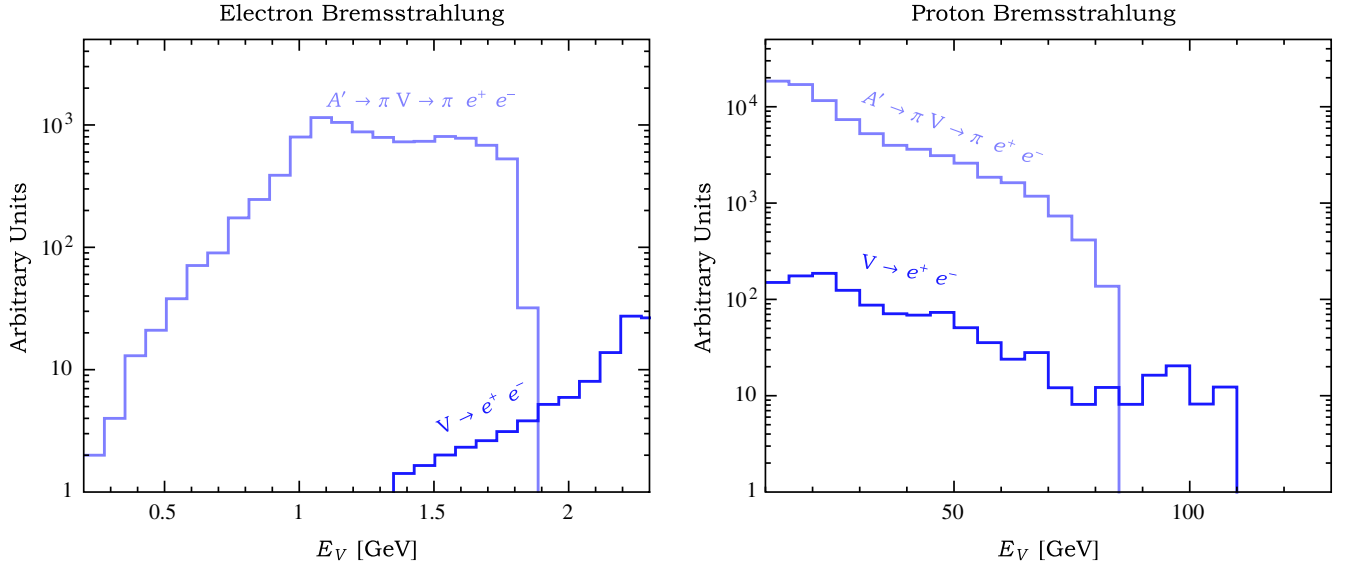 Electron Bremsstrahlung
Arbitrary Units
10³
10²
10
1
A′ → π V → π e⁺ e⁻
V → e⁺ e⁻
0.5 1 1.5 2
E_V [GeV]
Proton Bremsstrahlung
Arbitrary Units
10⁴
10³
10²
10
1
A′ → π V → π e⁺ e⁻
V → e⁺ e⁻
50 100
E_V [GeV]